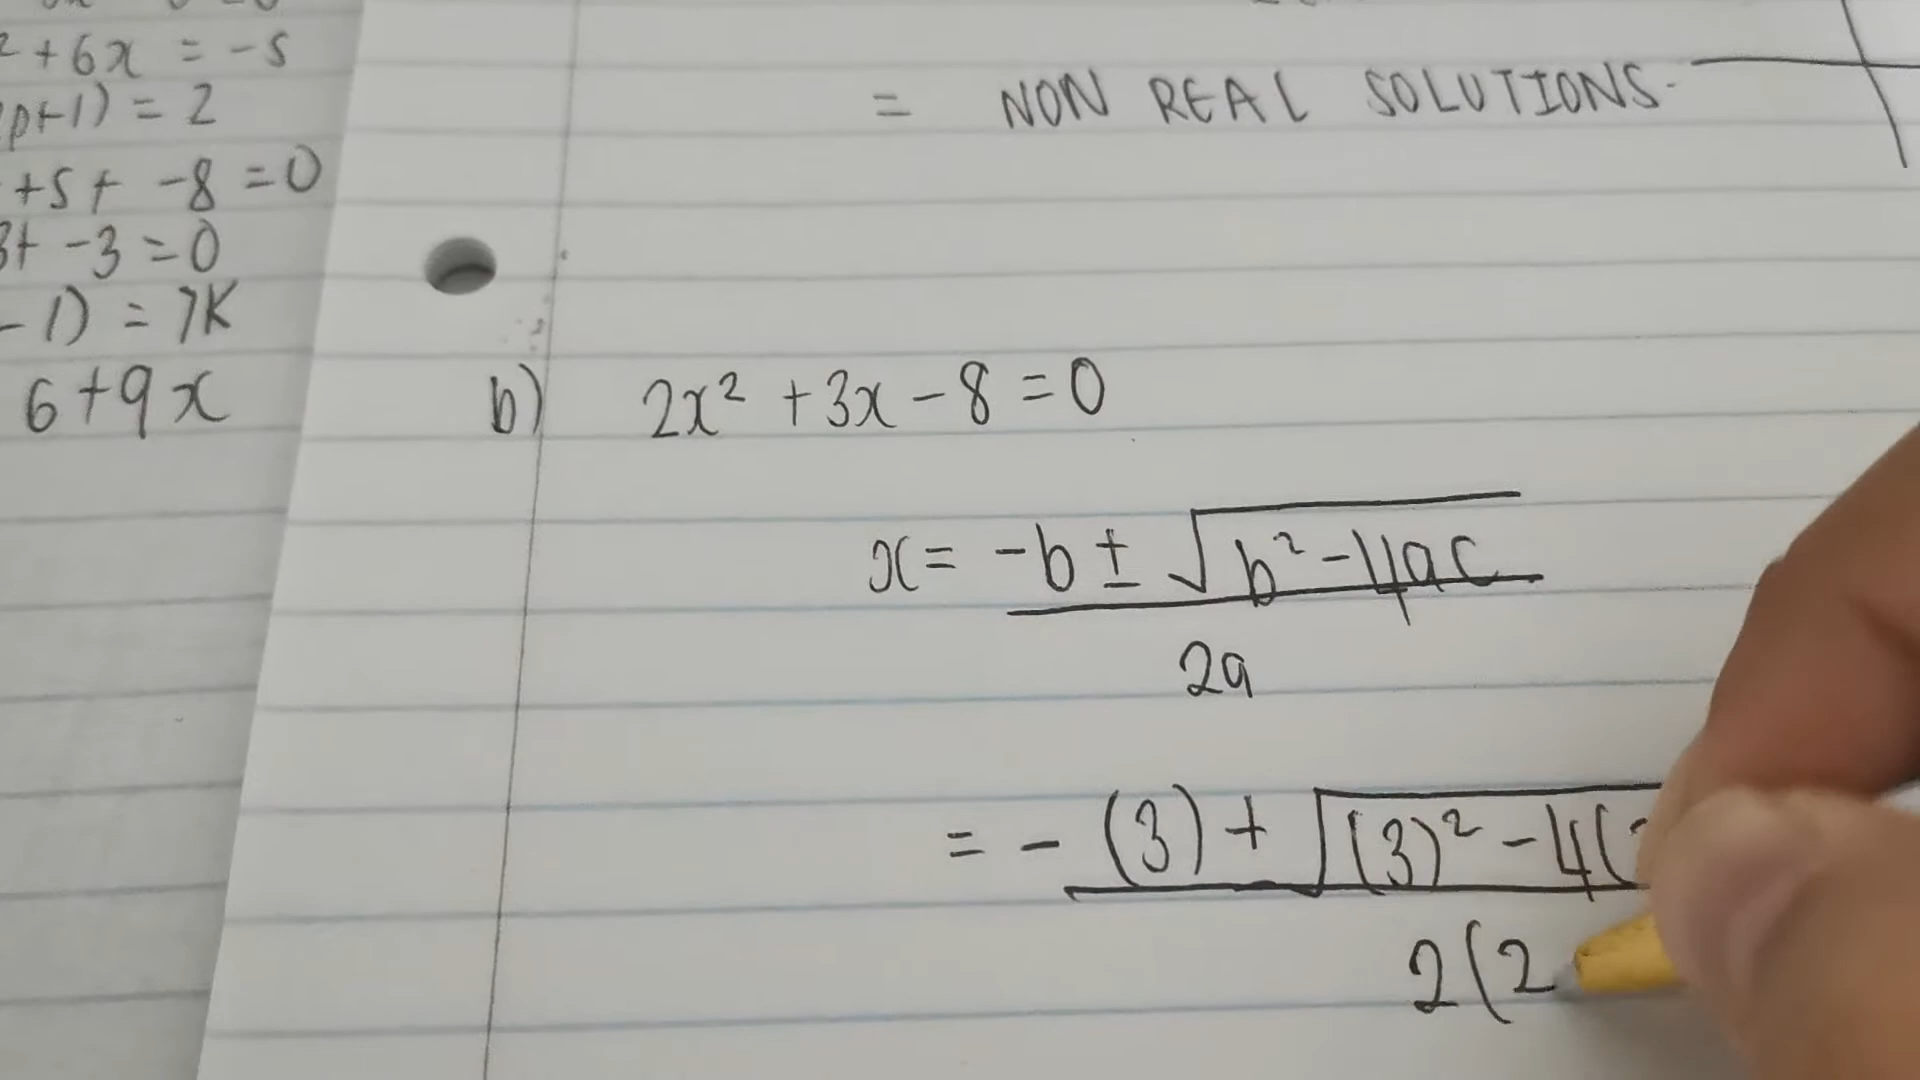 ² + 6x = -5
p+1) = 2
+5t -8 = 0
3t -3 = 0
-1) = 7K
6+9x
= NON REAL SOLUTIONS.
b) 2x² + 3x - 8 = 0
x = -b ± √b² - 4ac
2a
= - (3) + √(3)² - 4(
2(2